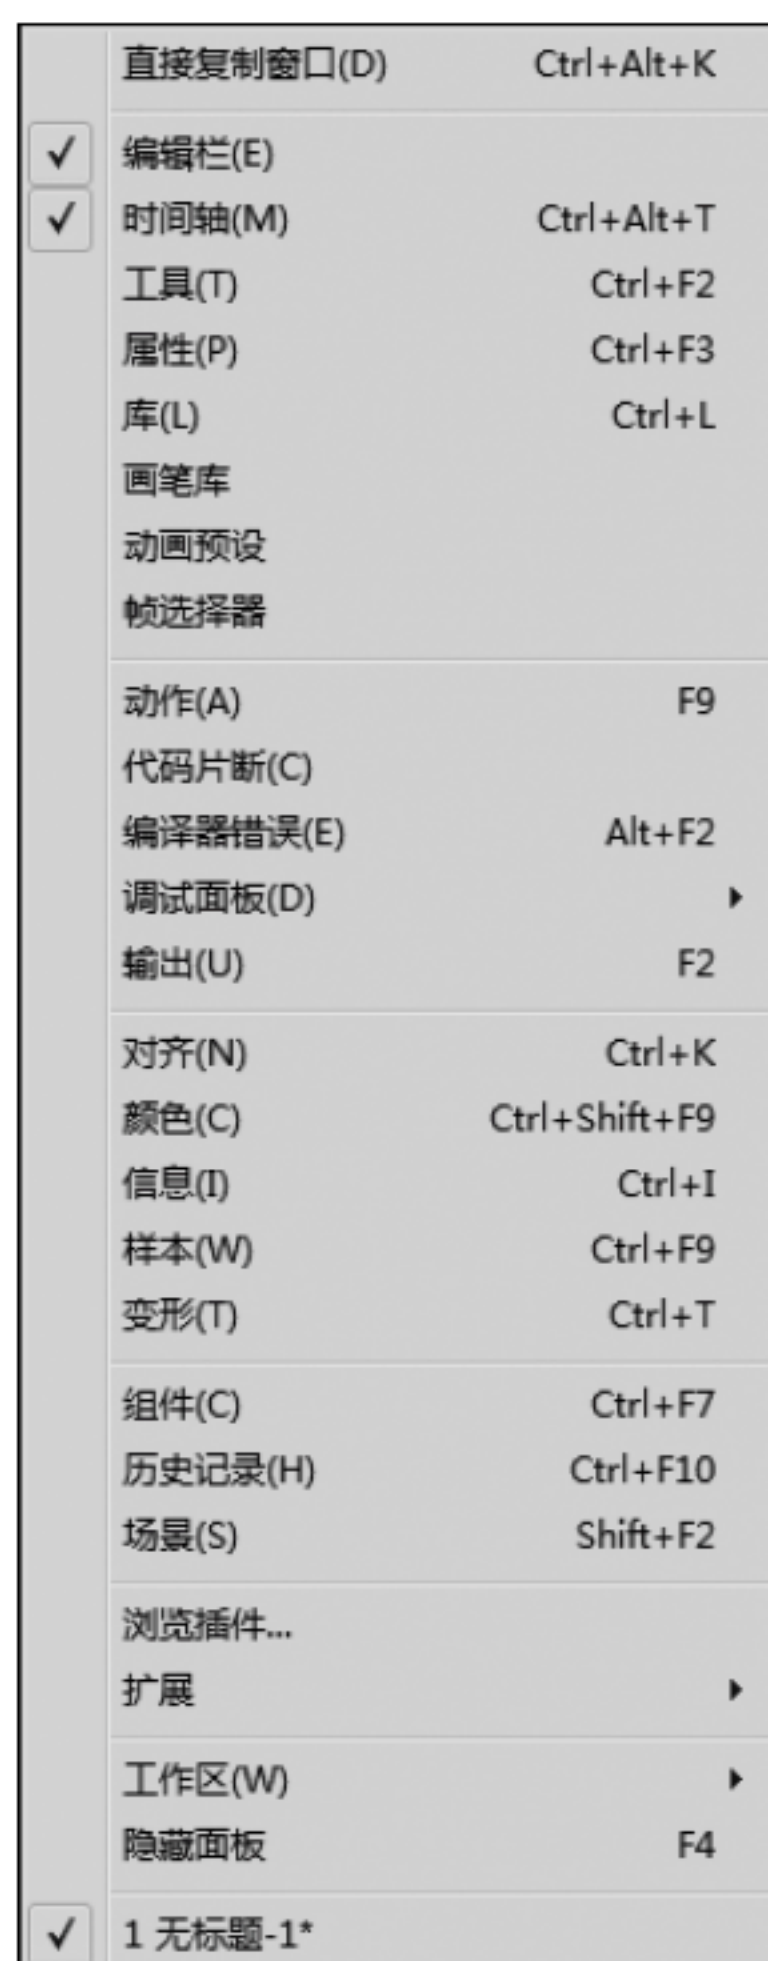 直接复制窗口(D) Ctrl+Alt+K
编辑栏(E)
时间轴(M) Ctrl+Alt+T
工具(T) Ctrl+F2
属性(P) Ctrl+F3
库(L) Ctrl+L
画笔库
动画预设
帧选择器
动作(A) F9
代码片断(C)
编译器错误(E) Alt+F2
调试面板(D)
输出(U) F2
对齐(N) Ctrl+K
颜色(C) Ctrl+Shift+F9
信息(I) Ctrl+I
样本(W) Ctrl+F9
变形(T) Ctrl+T
组件(C) Ctrl+F7
历史记录(H) Ctrl+F10
场景(S) Shift+F2
浏览插件...
扩展
工作区(W)
隐藏面板 F4
1 无标题-1*